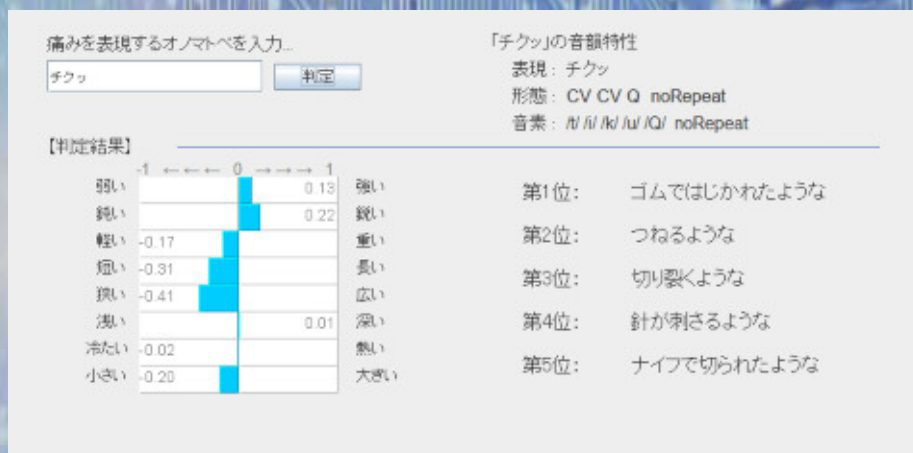 痛みを表現するオノマトペを入力...
チクッ
判定
「チクッ」の音韻特性
表現: チクッ
形態: CV CV Q noRepeat
音素: /t/ /i/ /k/ /u/ /Q/ noRepeat
【判定結果】
-1 ← ← ← 0 → → → 1
弱い 0.13 強い
鈍い 0.22 鋭い
軽い -0.17 重い
短い -0.31 長い
狭い -0.41 広い
浅い 0.01 深い
冷たい -0.02 熱い
小さい -0.20 大きい
第1位: ゴムではじかれたような
第2位: つねるような
第3位: 切り裂くような
第4位: 針が刺さるような
第5位: ナイフで切られたような